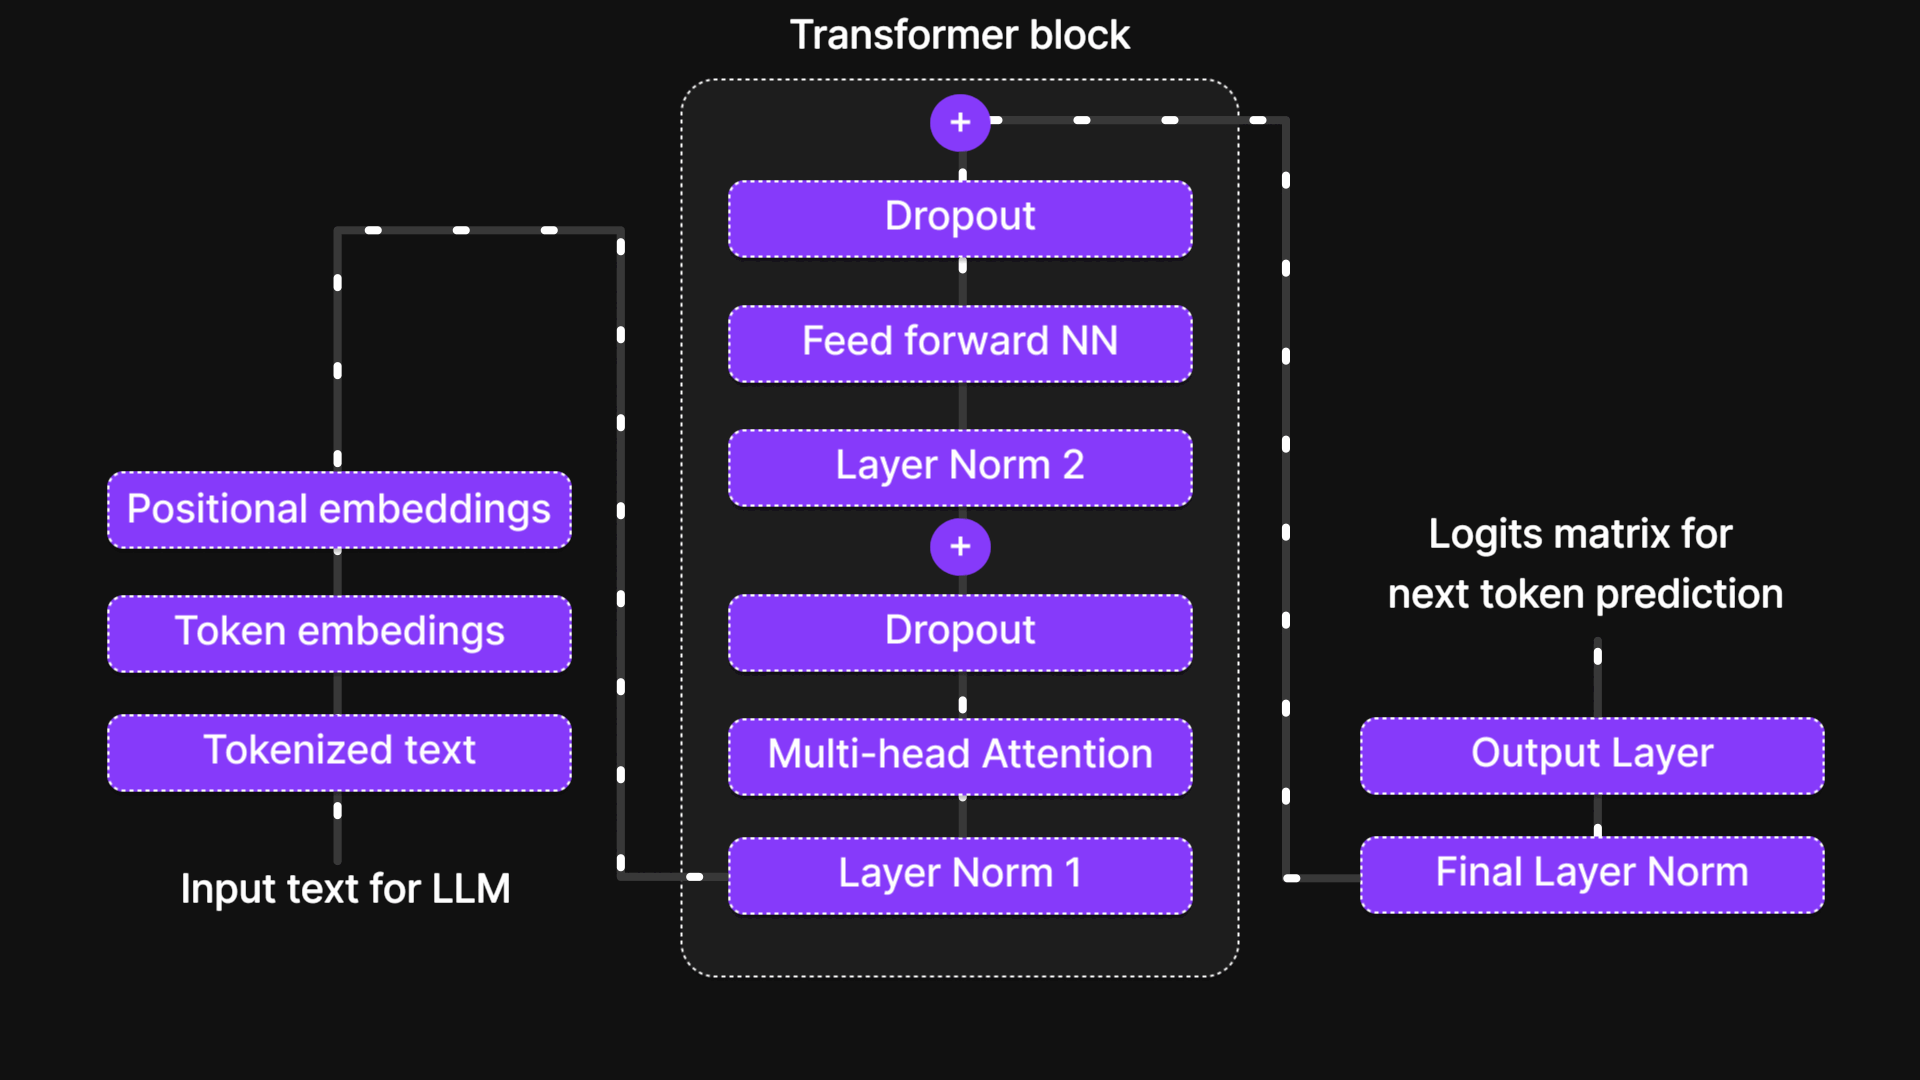 Transformer block
+
Dropout
Feed forward NN
Layer Norm 2
+
Dropout
Multi-head Attention
Layer Norm 1
Positional embeddings
Token embedings
Tokenized text
Input text for LLM
Logits matrix for
next token prediction
Output Layer
Final Layer Norm